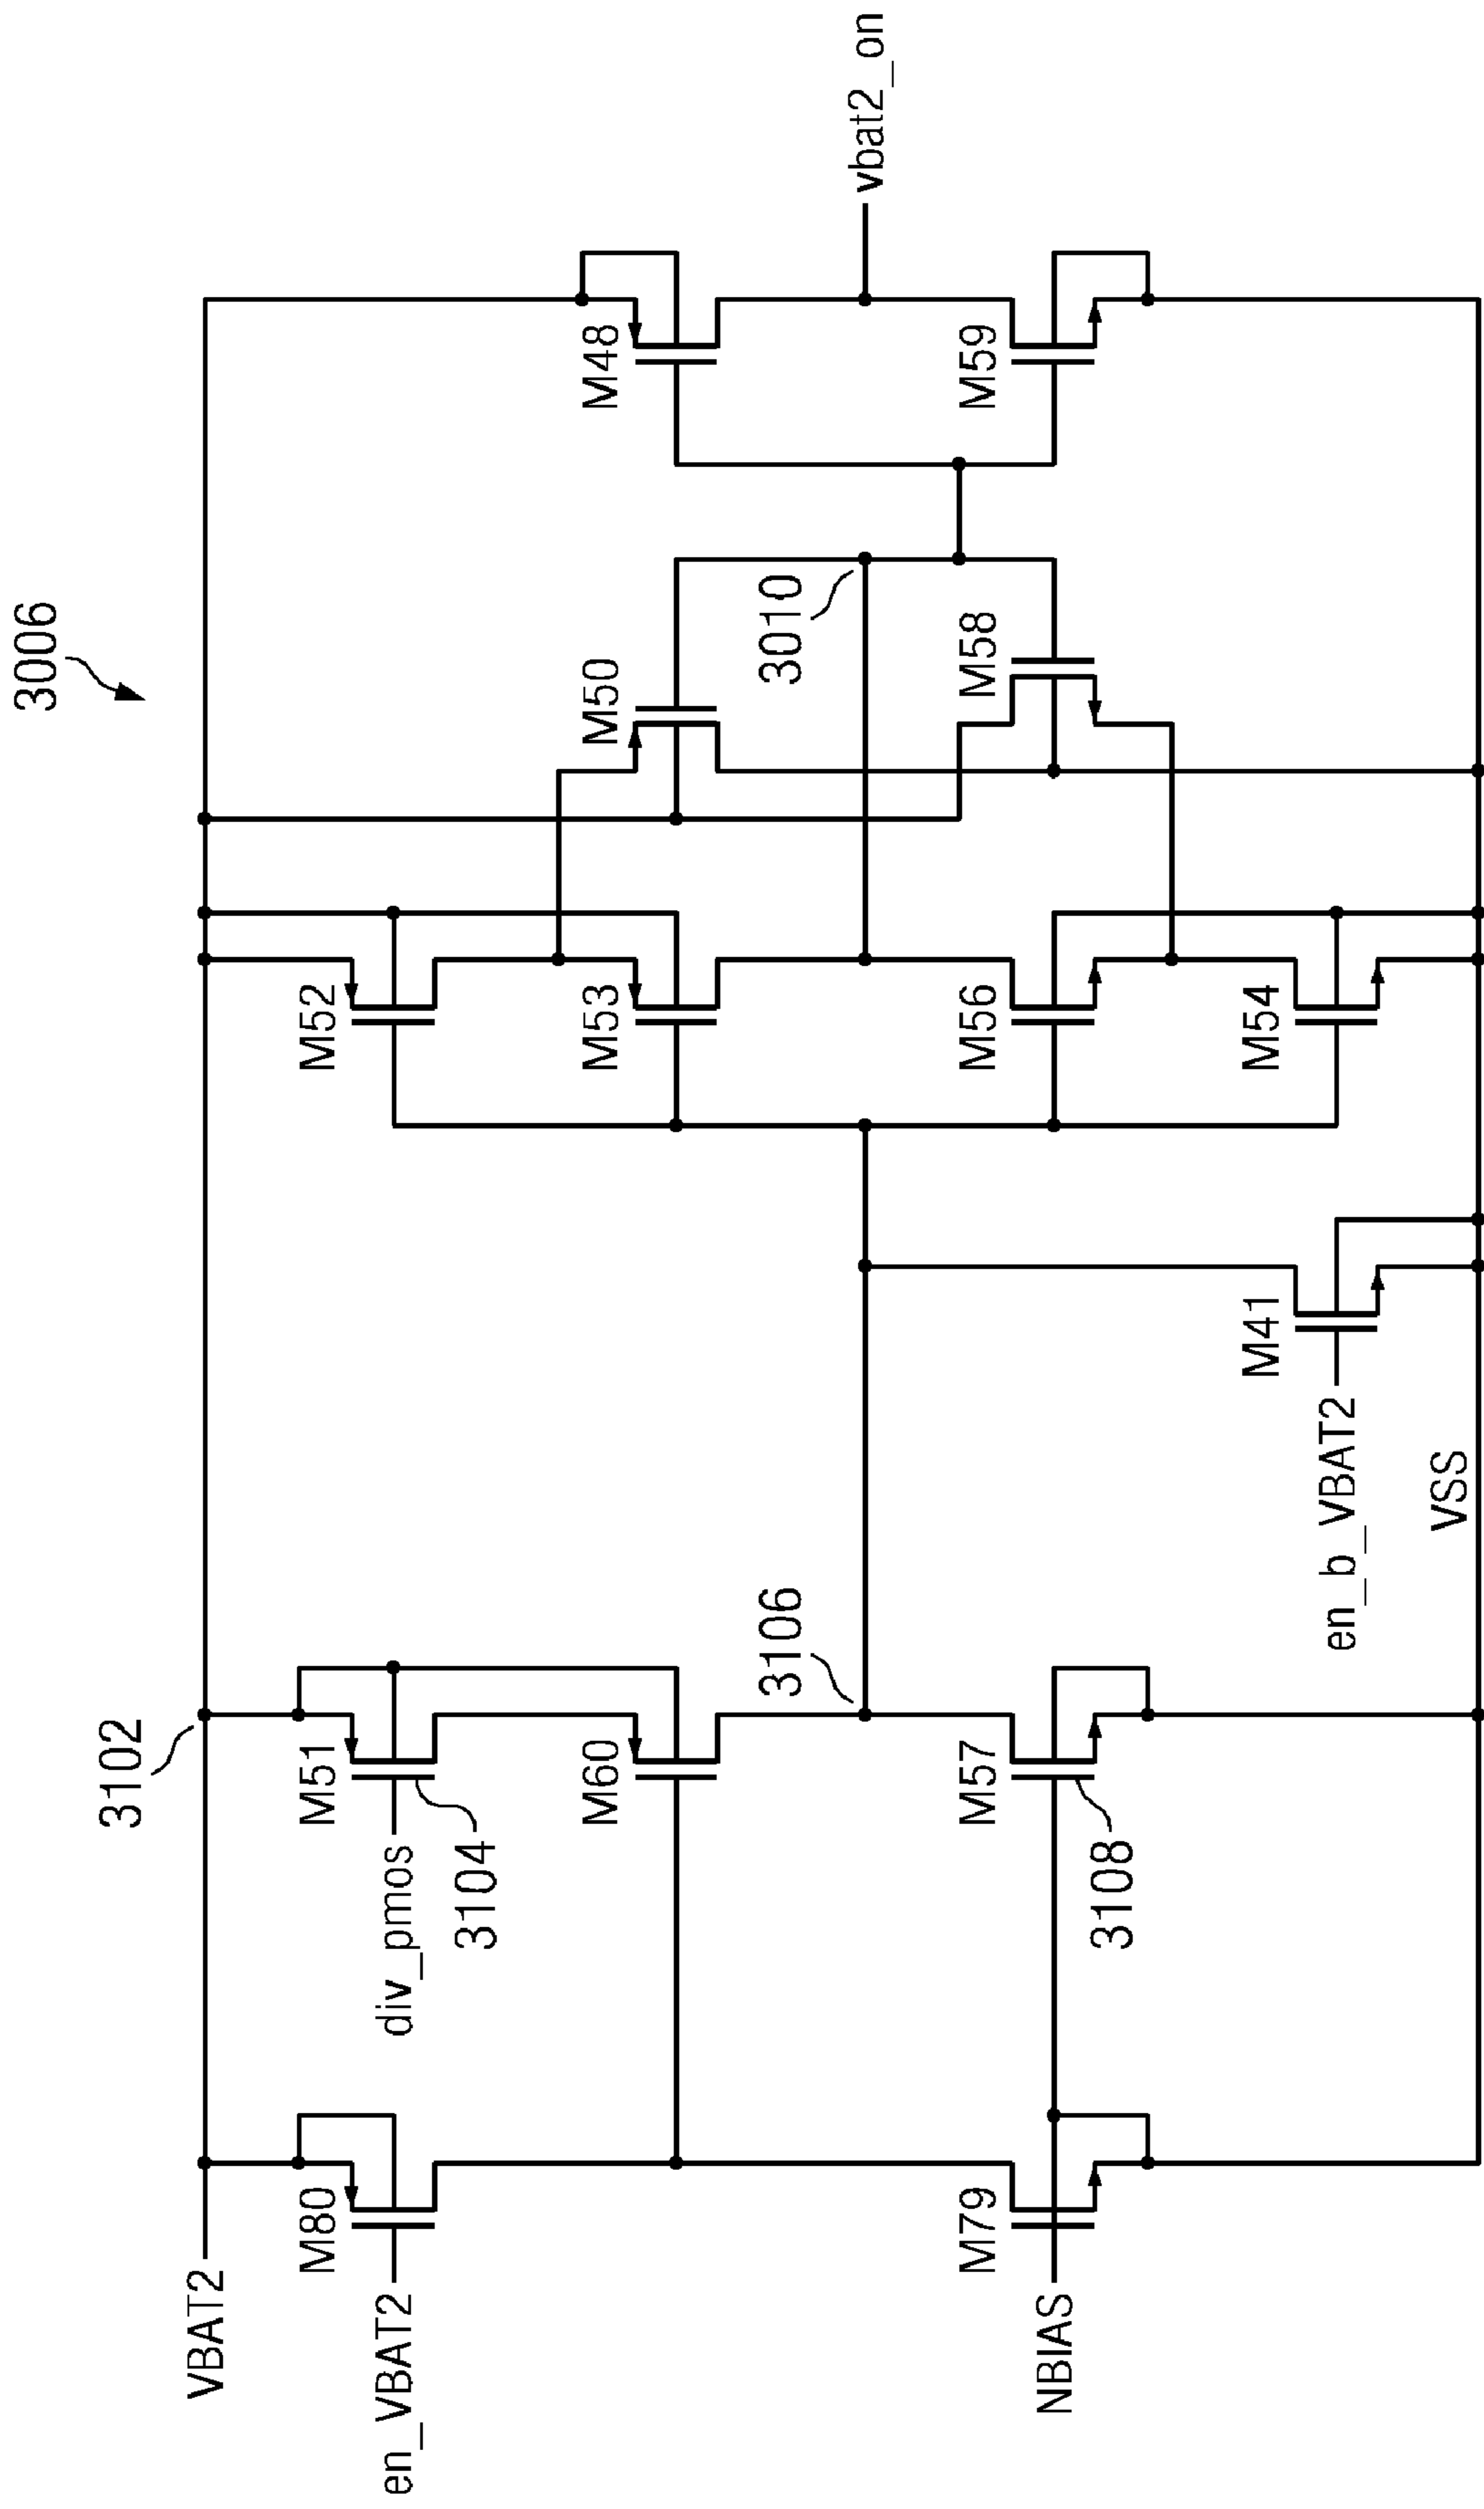 3006
3102
VBAT2
en_VBAT2
M80
div_pmos
M51
3104
M52
M60
M53
M50
M48
3106
3010
vbat2_on
NBIAS
M79
M57
3108
M56
M58
M59
en_b_VBAT2
M41
M54
VSS